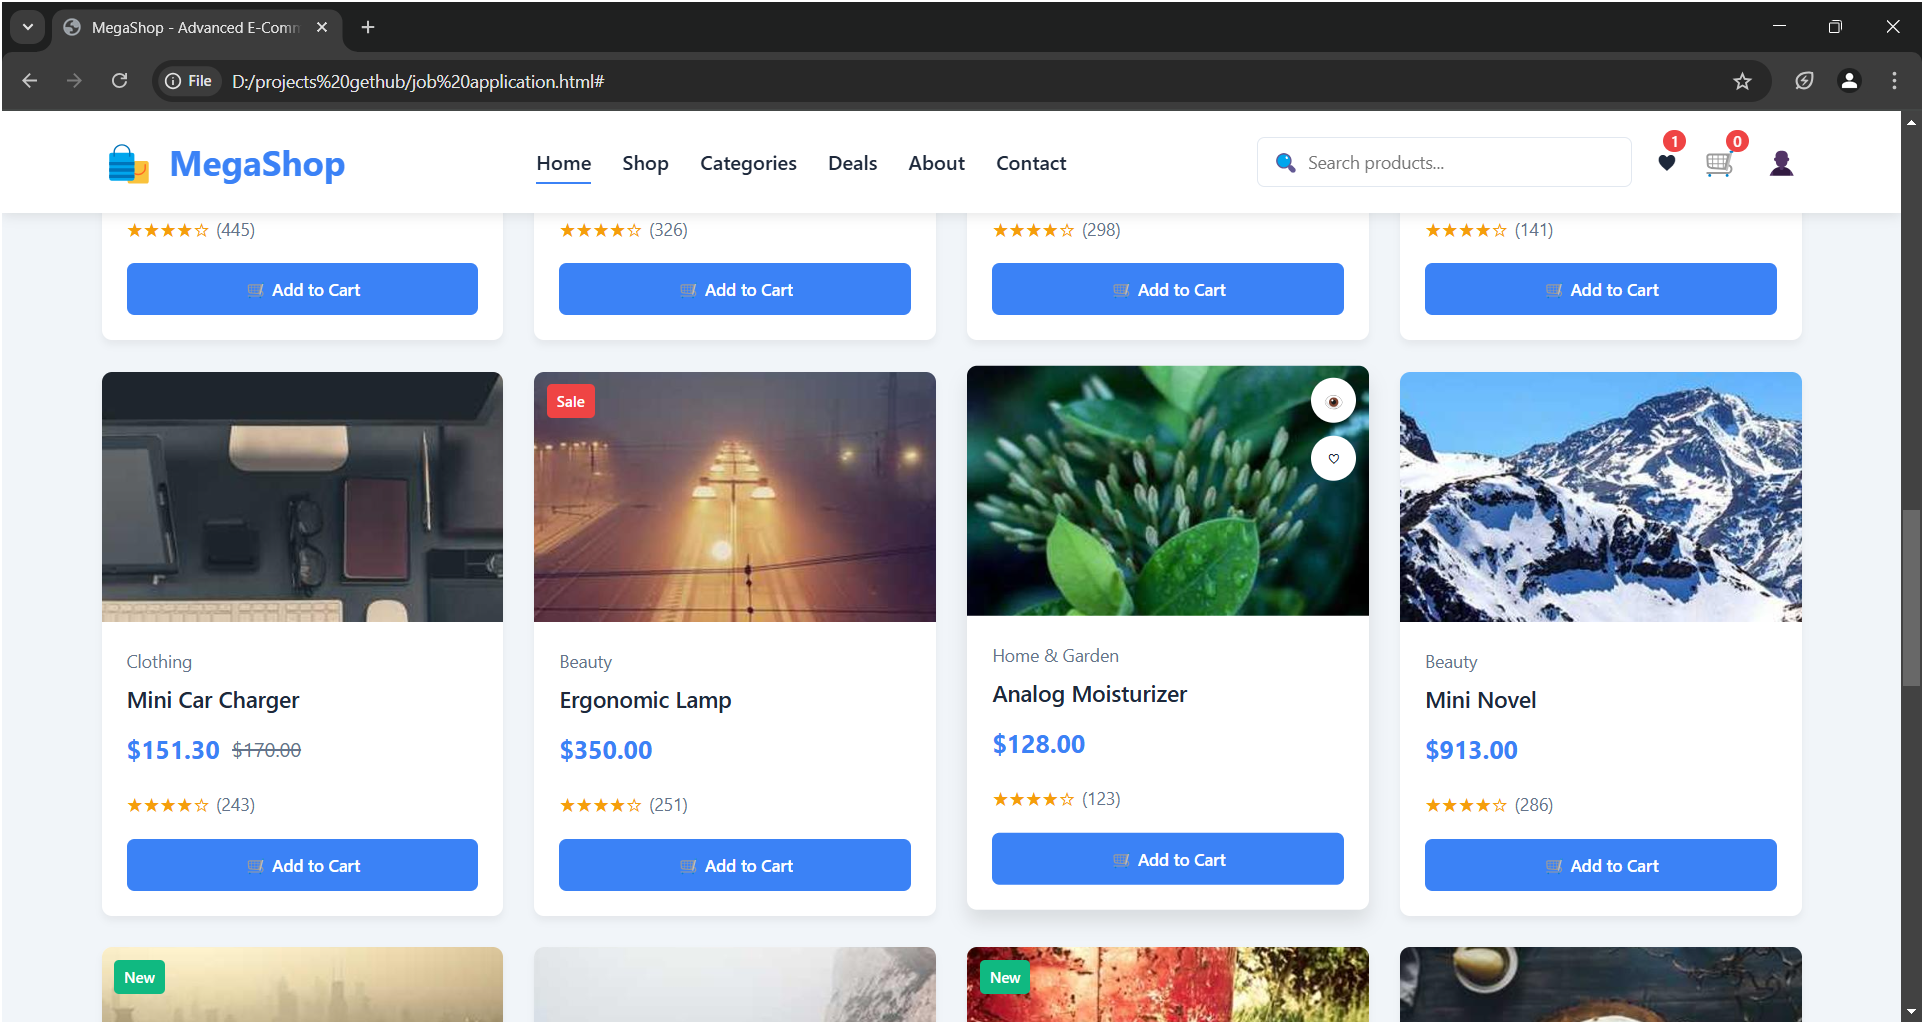 MegaShop - Advanced E-Comm
File
D:/projects%20gethub/job%20application.html#
MegaShop
Home
Shop
Categories
Deals
About
Contact
Search products...
1
0
★★★★☆ (445)
★★★★☆ (326)
★★★★☆ (298)
★★★★☆ (141)
Add to Cart
Add to Cart
Add to Cart
Add to Cart
Sale
Clothing
Mini Car Charger
$151.30 $170.00
★★★★☆ (243)
Add to Cart
Beauty
Ergonomic Lamp
$350.00
★★★★☆ (251)
Add to Cart
Home & Garden
Analog Moisturizer
$128.00
★★★★☆ (123)
Add to Cart
Beauty
Mini Novel
$913.00
★★★★☆ (286)
Add to Cart
New
New